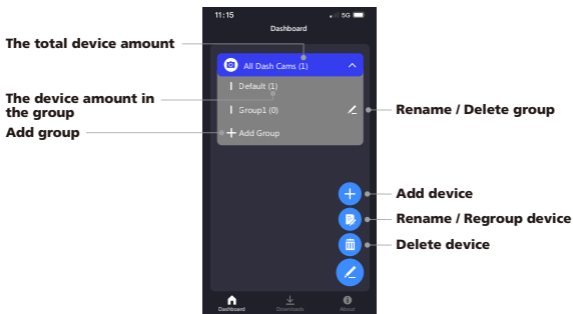 11:15
5G
Dashboard
The total device amount
All Dash Cams (1)
Default (1)
The device amount in
the group
Group1 (0)
Rename / Delete group
Add group
Add Group
Add device
Rename / Regroup device
Delete device
Dashboard
Downloads
About